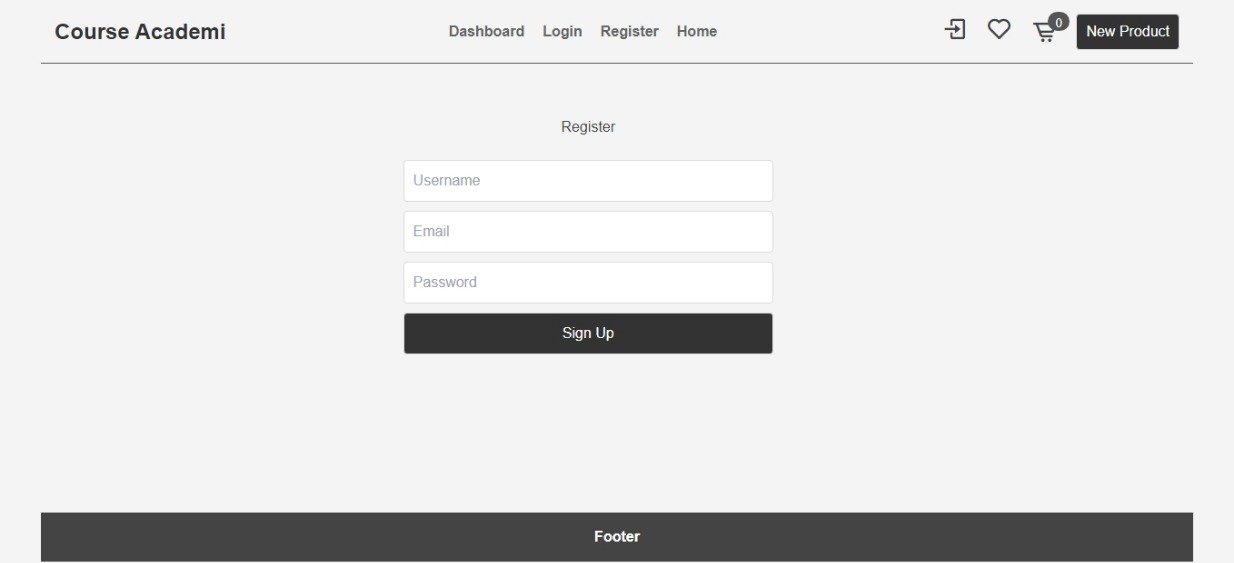 Course Academi
Dashboard Login Register Home
0
New Product
Register
Username
Email
Password
Sign Up
Footer